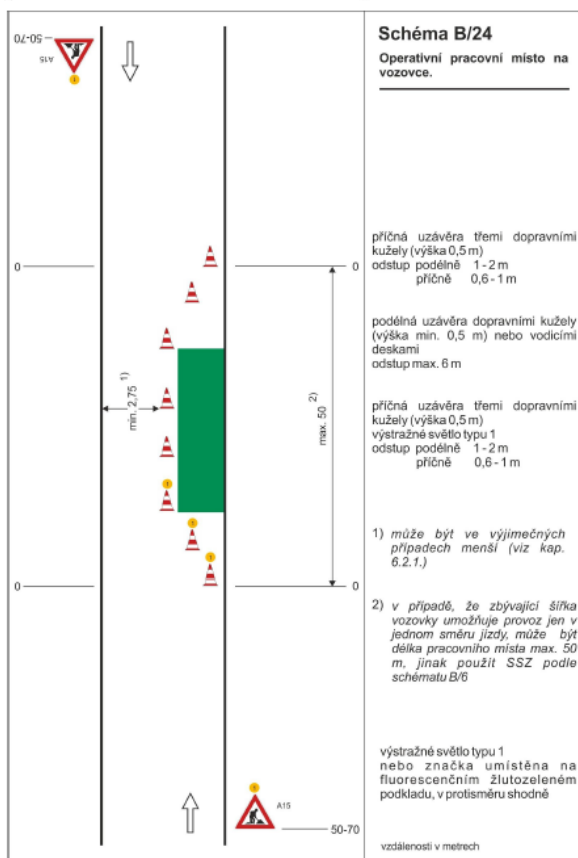 50-70
A15
1
Schéma B/24
Operativní pracovní místo na
vozovce.
příčná uzávěra třemi dopravními
kužely (výška 0,5 m)
odstup podélně 1 - 2 m
příčně 0,6 - 1 m
0
0
podélná uzávěra dopravními kužely
(výška min. 0,5 m) nebo vodicími
deskami
odstup max. 6 m
min. 2,75 1)
max. 50 2)
příčná uzávěra třemi dopravními
kužely (výška 0,5 m)
výstražné světlo typu 1
odstup podélně 1 - 2 m
příčně 0,6 - 1 m
1
1
1
1) může být ve výjimečných
případech menší (viz kap.
6.2.1.)
0
0
2) v případě, že zbývající šířka
vozovky umožňuje provoz jen v
jednom směru jízdy, může být
délka pracovního místa max. 50
m, jinak použít SSZ podle
schématu B/6
výstražné světlo typu 1
nebo značka umístěna na
fluorescenčním žlutozeleném
podkladu, v protisměru shodně
1
A15
50-70
vzdálenosti v metrech